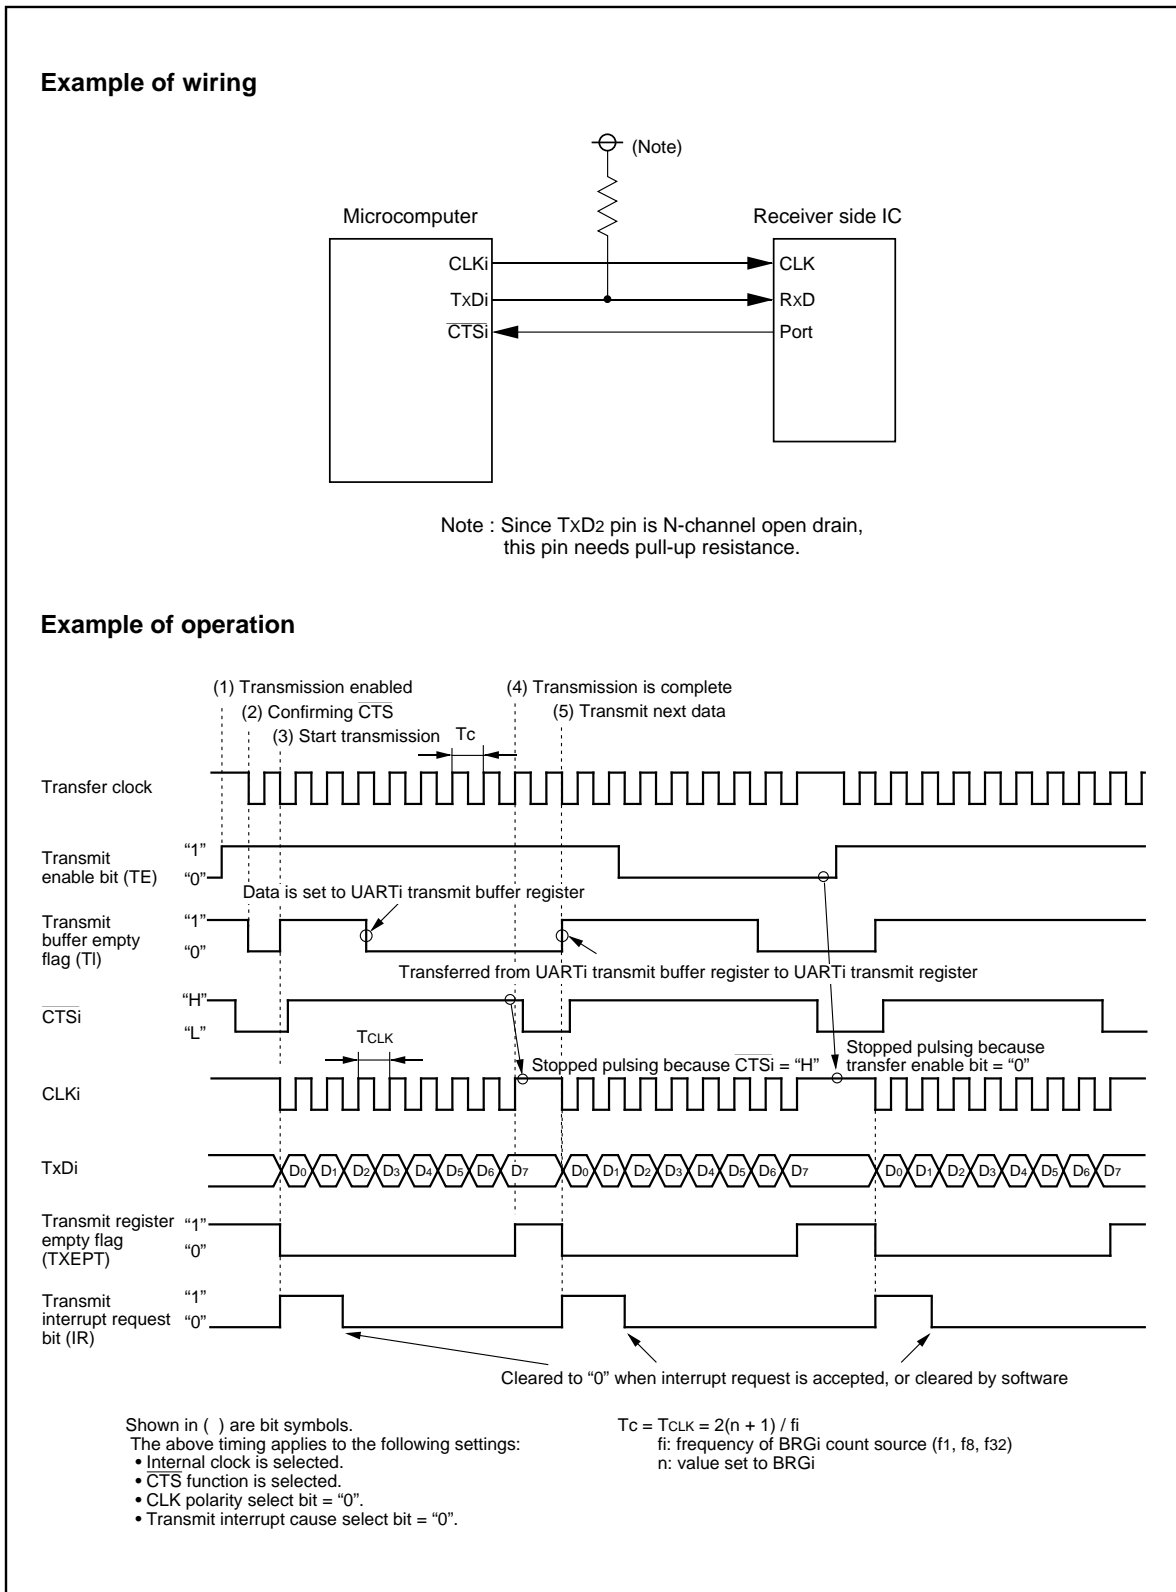 Example of wiring
(Note)
Microcomputer
Receiver side IC
CLKi
CLK
TxDi
RxD
CTSi
Port
Note : Since TxD2 pin is N-channel open drain,
this pin needs pull-up resistance.
Example of operation
(1) Transmission enabled
(4) Transmission is complete
(2) Confirming CTS
(5) Transmit next data
(3) Start transmission
Tc
Transfer clock
Transmit
enable bit (TE)
“1”
“0”
Data is set to UARTi transmit buffer register
Transmit
buffer empty
flag (Tl)
“1”
“0”
Transferred from UARTi transmit buffer register to UARTi transmit register
CTSi
“H”
“L”
TCLK
Stopped pulsing because CTSi = “H”
Stopped pulsing because
transfer enable bit = “0”
CLKi
TxDi
D0 D1 D2 D3 D4 D5 D6 D7 D0 D1 D2 D3 D4 D5 D6 D7 D0 D1 D2 D3 D4 D5 D6 D7
Transmit register
empty flag
(TXEPT)
“1”
“0”
Transmit
interrupt request
bit (IR)
“1”
“0”
Cleared to “0” when interrupt request is accepted, or cleared by software
Shown in ( ) are bit symbols.
The above timing applies to the following settings:
• Internal clock is selected.
• CTS function is selected.
• CLK polarity select bit = “0”.
• Transmit interrupt cause select bit = “0”.
Tc = TCLK = 2(n + 1) / fi
fi: frequency of BRGi count source (f1, f8, f32)
n: value set to BRGi